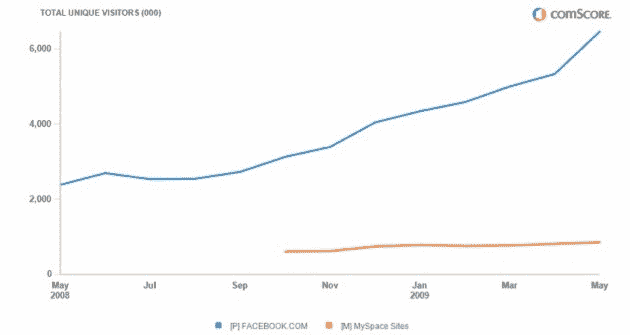 TOTAL UNIQUE VISITORS (000)
comScore.
6,000
4,000
2,000
0
May Jul Sep Nov Jan Mar May
2008 2009
[P] FACEBOOK.COM [M] MySpace Sites